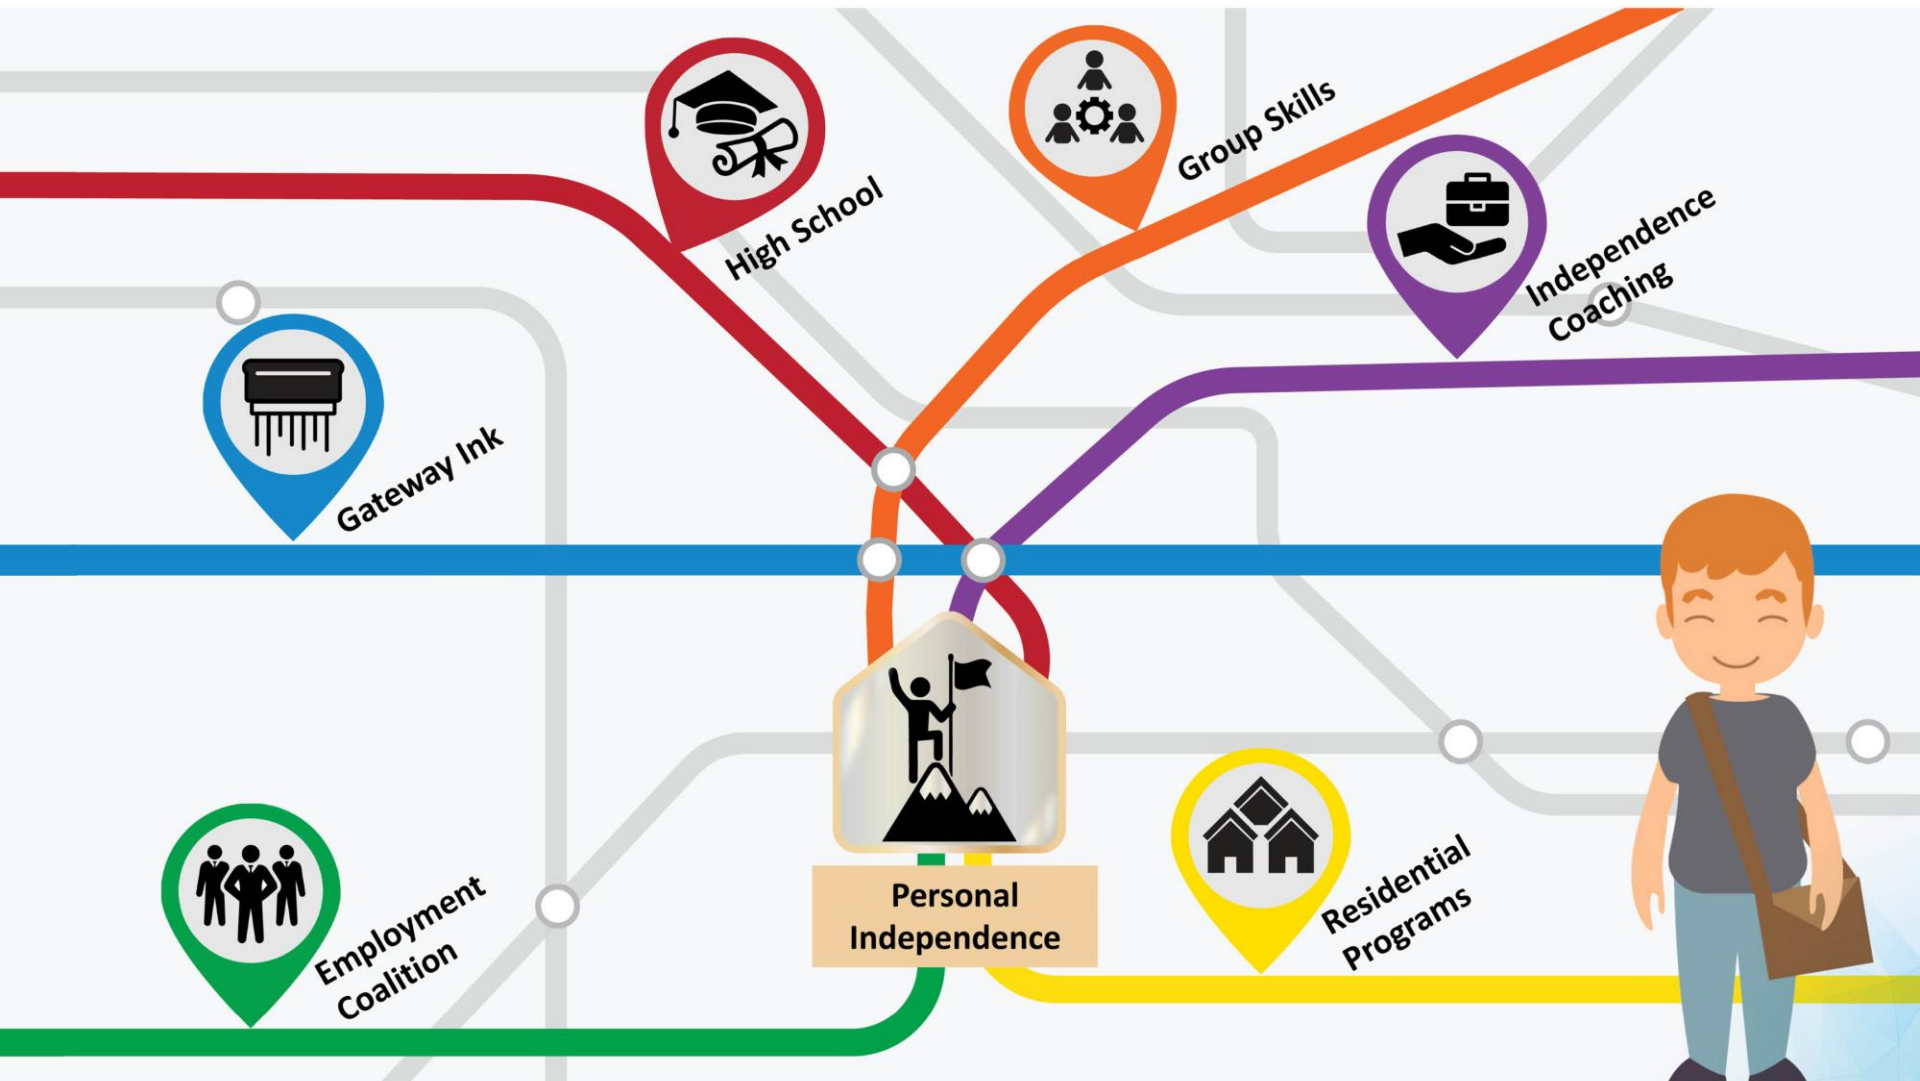 High School
Group Skills
Independence
Coaching
Gateway Ink
Employment
Coalition
Personal
Independence
Residential
Programs